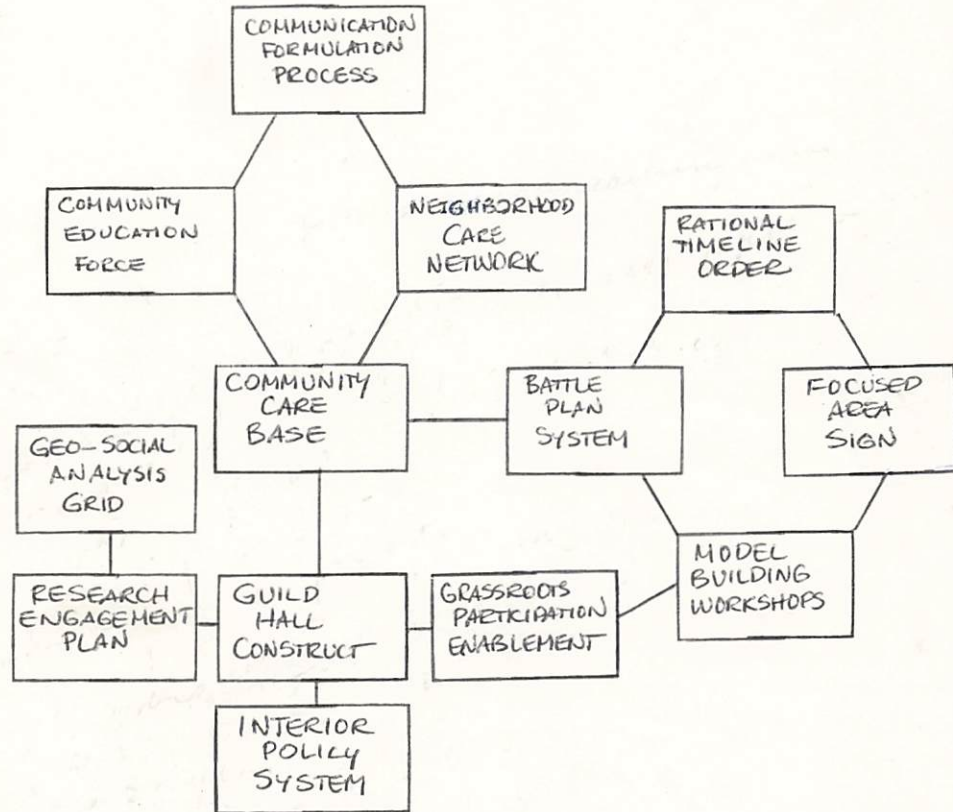 COMMUNICATION
FORMULATION
PROCESS
COMMUNITY
EDUCATION
FORCE
NEIGHBORHOOD
CARE
NETWORK
RATIONAL
TIMELINE
ORDER
COMMUNITY
CARE
BASE
BATTLE
PLAN
SYSTEM
FOCUSED
AREA
SIGN
GEO-SOCIAL
ANALYSIS
GRID
RESEARCH
ENGAGEMENT
PLAN
GUILD
HALL
CONSTRUCT
GRASSROOTS
PARTICIPATION
ENABLEMENT
MODEL
BUILDING
WORKSHOPS
INTERIOR
POLICY
SYSTEM